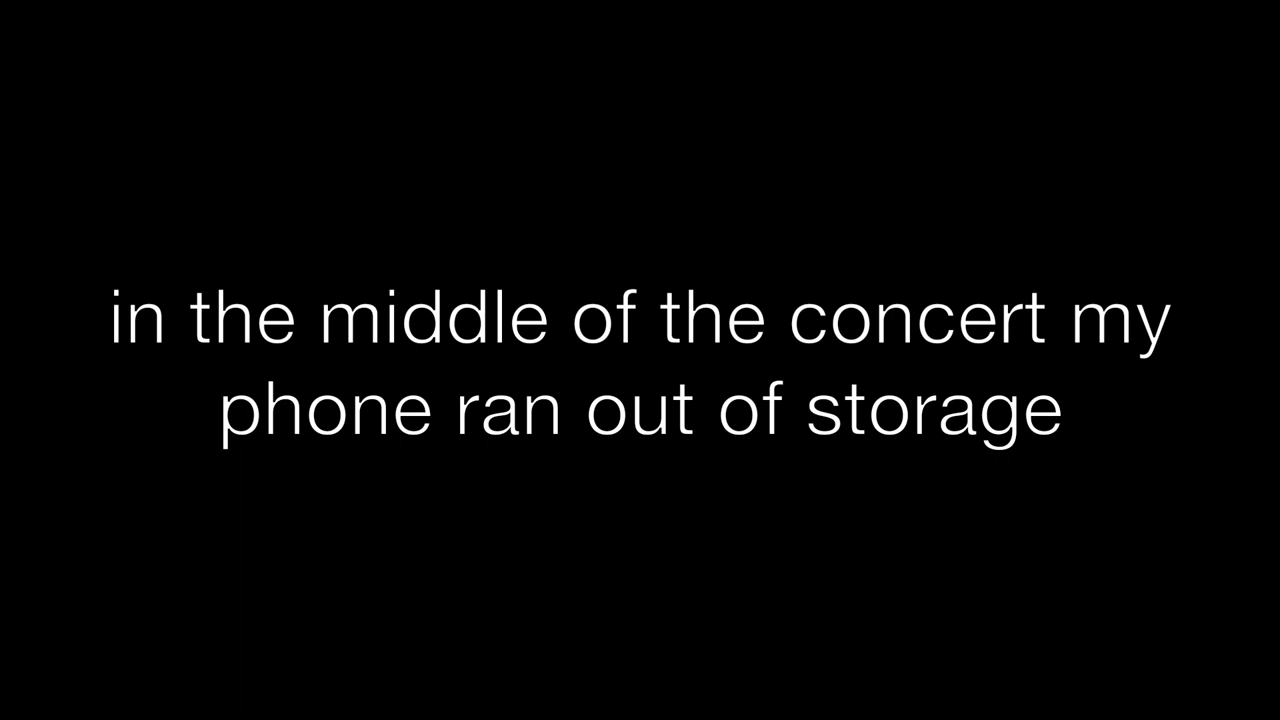 in the middle of the concert my
phone ran out of storage